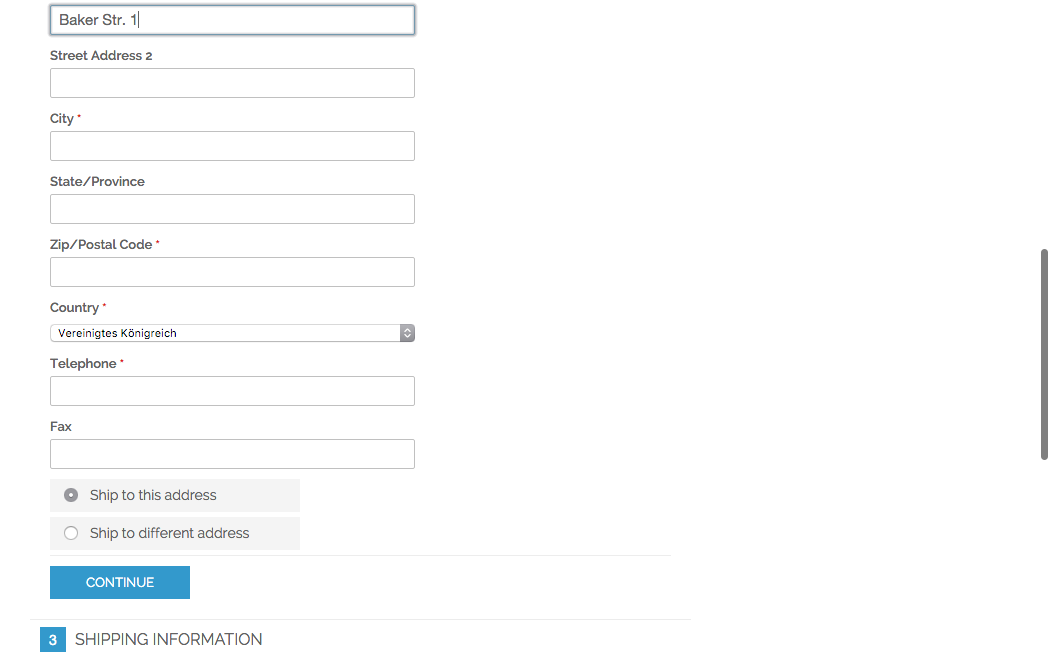 Baker Str. 1
Street Address 2
City *
State/Province
Zip/Postal Code *
Country *
Vereinigtes Königreich
Telephone *
Fax
Ship to this address
Ship to different address
CONTINUE
3 SHIPPING INFORMATION